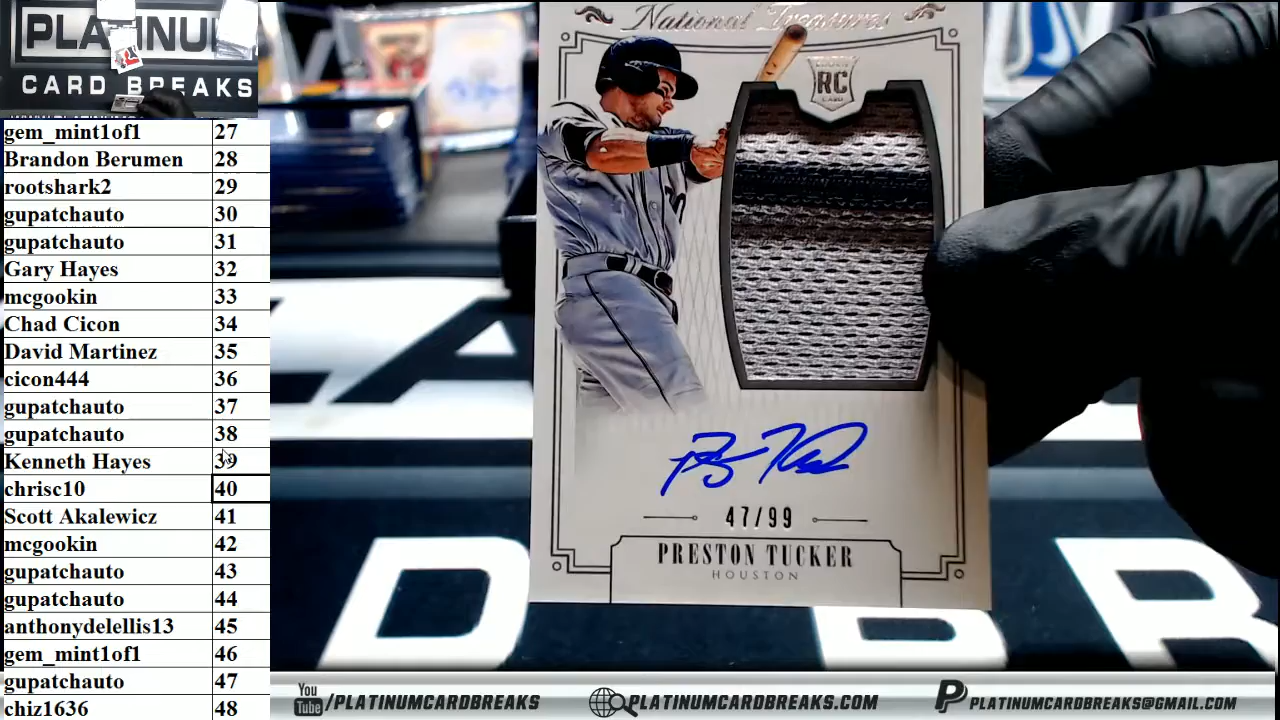 PLATINUM
CARD BREAKS
gem_mint1of1 27
Brandon Berumen 28
rootshark2 29
gupatchauto 30
gupatchauto 31
Gary Hayes 32
mcgookin 33
Chad Cicon 34
David Martinez 35
cicon444 36
gupatchauto 37
gupatchauto 38
Kenneth Hayes 39
chrisc10 40
Scott Akalewicz 41
mcgookin 42
gupatchauto 43
gupatchauto 44
anthonydelellis13 45
gem_mint1of1 46
gupatchauto 47
chiz1636 48
National Treasures
RC
CARD
47/99
PRESTON TUCKER
HOUSTON
You
Tube /PLATINUMCARDBREAKS
PLATINUMCARDBREAKS.COM
PLATINUMCARDBREAKS@GMAIL.COM